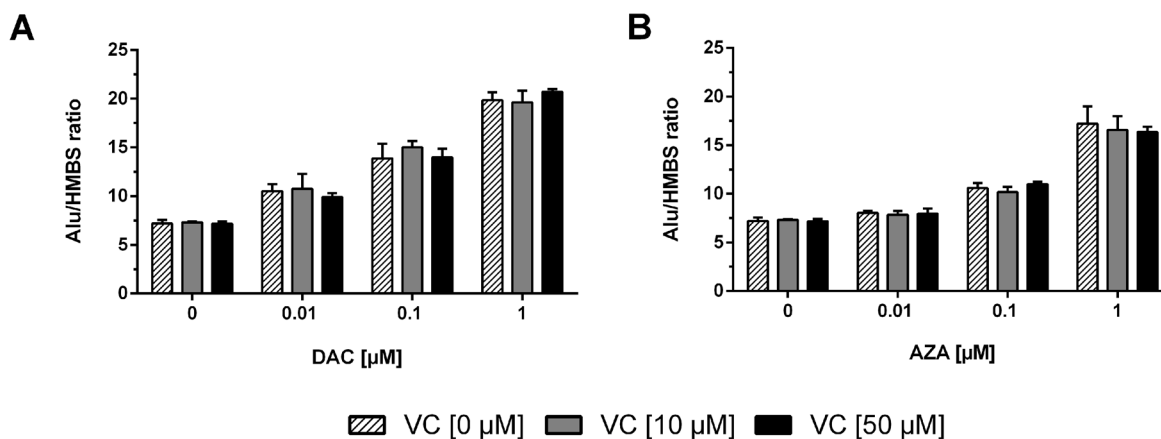 A
Alu/HMBS ratio
25
20
15
10
5
0
0 0.01 0.1 1
DAC [µM]
B
Alu/HMBS ratio
25
20
15
10
5
0
0 0.01 0.1 1
AZA [µM]
VC [0 µM] VC [10 µM] VC [50 µM]